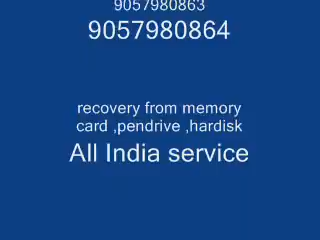 9057980863
9057980864
recovery from memory
card ,pendrive ,hardisk
All India service